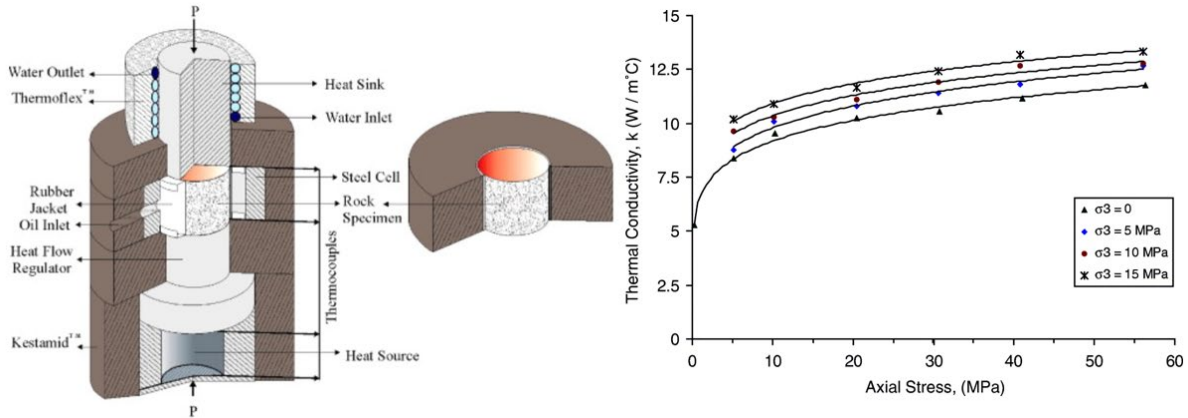 P
Water Outlet
Thermoflex™
Rubber
Jacket
Oil Inlet
Heat Flow
Regulator
Kestamid™
Heat Sink
Water Inlet
Steel Cell
Rock
Specimen
Thermocouples
Heat Source
P
Thermal Conductivity, k (W / m˚C)
15
12.5
10
7.5
5
2.5
0
0
10
20
30
40
50
60
Axial Stress, (MPa)
σ3 = 0
σ3 = 5 MPa
σ3 = 10 MPa
σ3 = 15 MPa